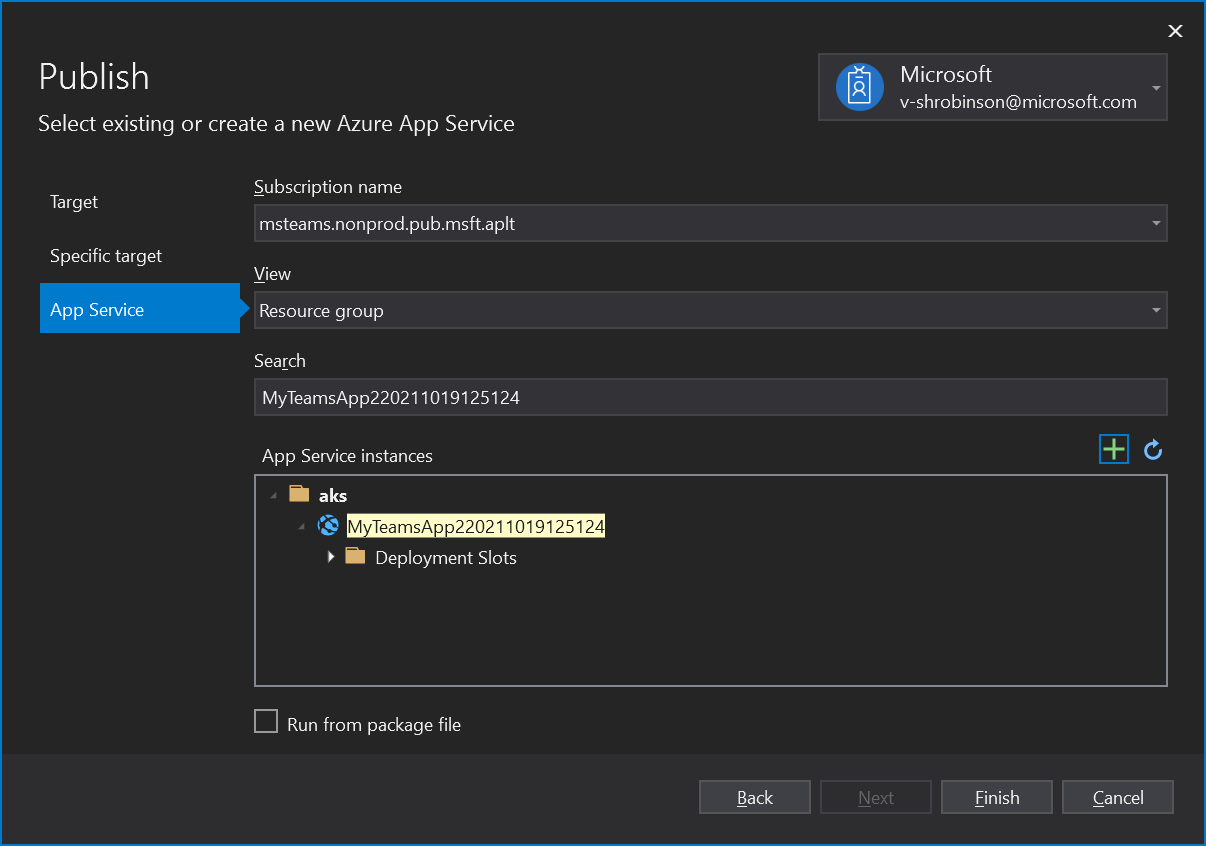 Publish
Select existing or create a new Azure App Service
Microsoft
v-shrobinson@microsoft.com
Target
Specific target
App Service
Subscription name
msteams.nonprod.pub.msft.aplt
View
Resource group
Search
MyTeamsApp220211019125124
App Service instances
aks
MyTeamsApp220211019125124
Deployment Slots
Run from package file
Back
Next
Finish
Cancel